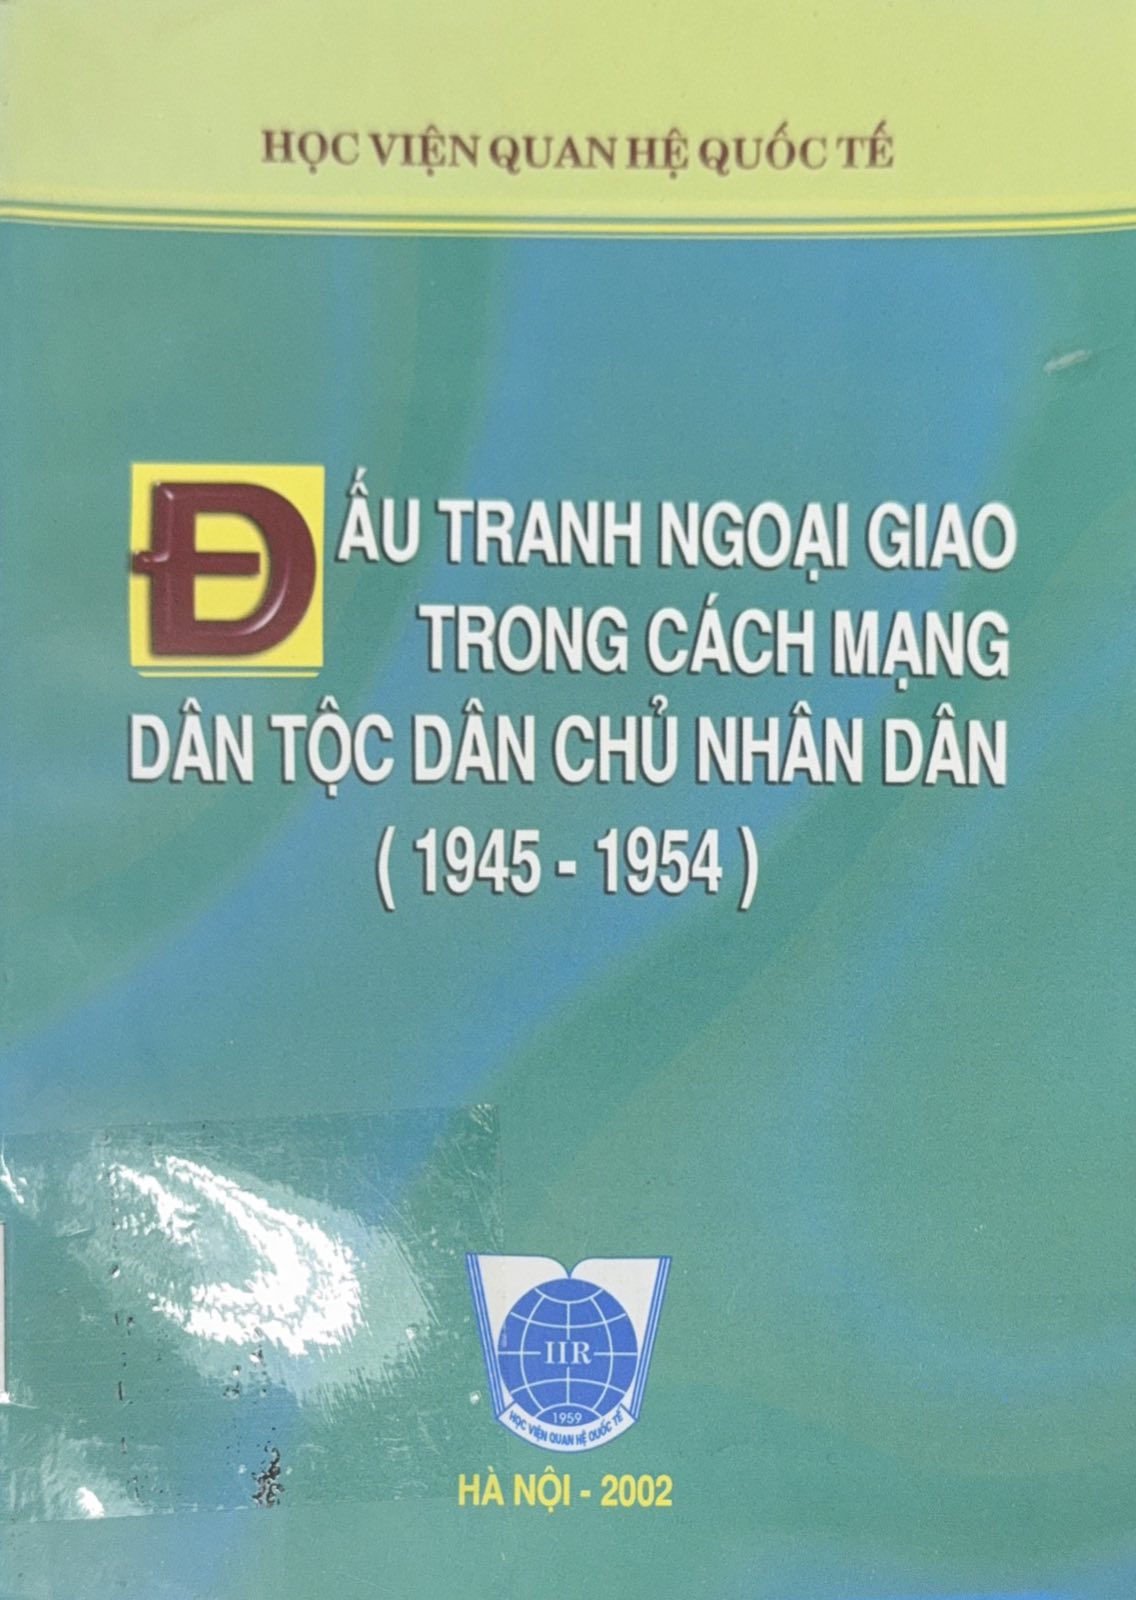 HỌC VIỆN QUAN HỆ QUỐC TẾ
ĐẤU TRANH NGOẠI GIAO
TRONG CÁCH MẠNG
DÂN TỘC DÂN CHỦ NHÂN DÂN
( 1945 - 1954 )
IIR
1959
HỌC VIỆN QUAN HỆ QUỐC TẾ
HÀ NỘI - 2002